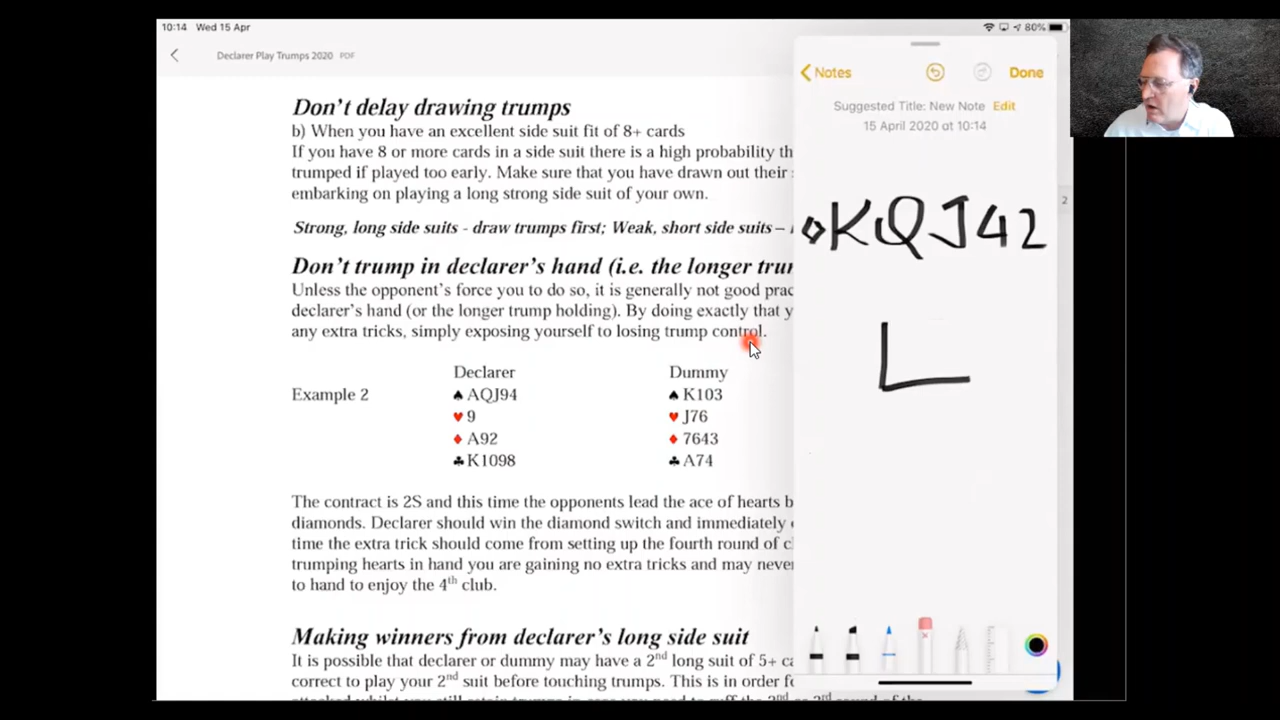 10:14 Wed 15 Apr
80%
Declarer Play Trumps 2020 PDF
Don't delay drawing trumps
b) When you have an excellent side suit fit of 8+ cards
If you have 8 or more cards in a side suit there is a high probability th
trumped if played too early. Make sure that you have drawn out their
embarking on playing a long strong side suit of your own.
Strong, long side suits - draw trumps first; Weak, short side suits –
Don't trump in declarer's hand (i.e. the longer trun
Unless the opponent's force you to do so, it is generally not good prac
declarer's hand (or the longer trump holding). By doing exactly that y
any extra tricks, simply exposing yourself to losing trump control.
Declarer Dummy
Example 2 ♠ AQJ94 ♠ K103
♥ 9 ♥ J76
♦ A92 ♦ 7643
♣ K1098 ♣ A74
The contract is 2S and this time the opponents lead the ace of hearts b
diamonds. Declarer should win the diamond switch and immediately
time the extra trick should come from setting up the fourth round of cl
trumping hearts in hand you are gaining no extra tricks and may never
to hand to enjoy the 4th club.
Making winners from declarer's long side suit
It is possible that declarer or dummy may have a 2nd long suit of 5+ ca
correct to play your 2nd suit before touching trumps. This is in order fo
2
Notes
Done
Suggested Title: New Note Edit
15 April 2020 at 10:14
♦KQJ42